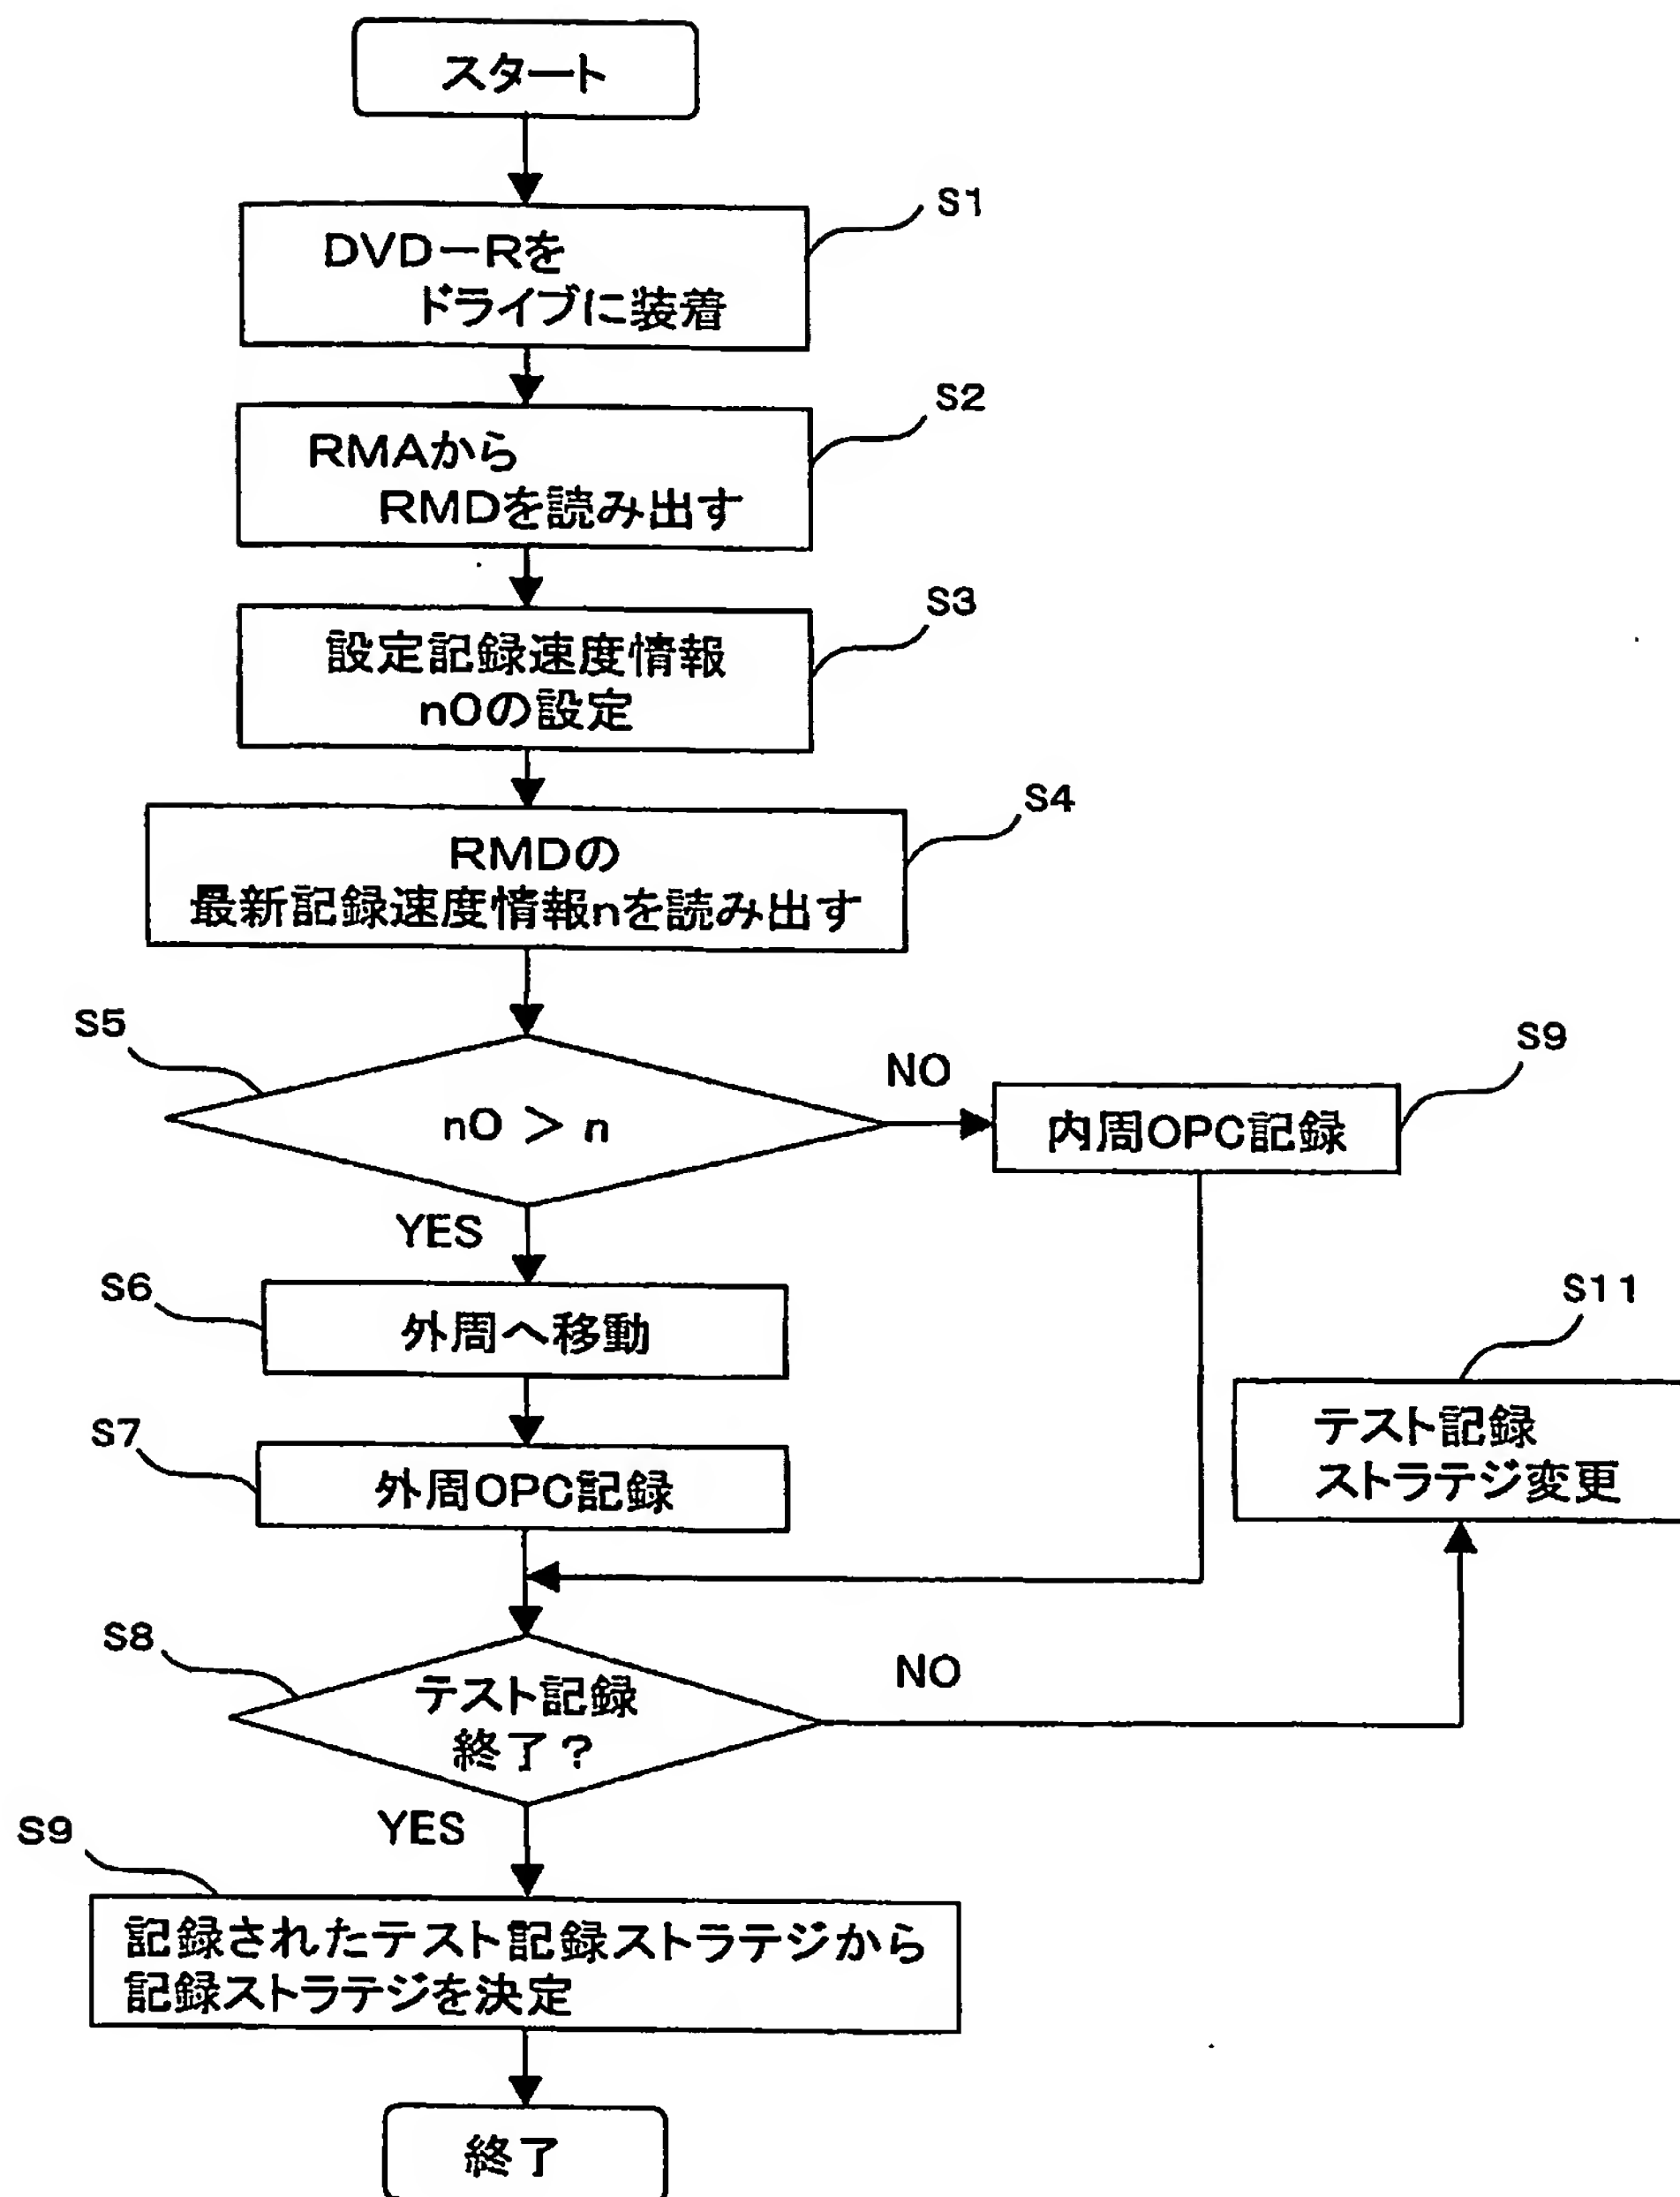 スタート
S1
DVD－Rを
ドライブに装着
S2
RMAから
RMDを読み出す
S3
設定記録速度情報
n0の設定
S4
RMDの
最新記録速度情報nを読み出す
S5
n0 ＞ n
NO
S9
内周OPC記録
YES
S6
外周へ移動
S11
テスト記録
ストラテジ変更
S7
外周OPC記録
S8
テスト記録
終了？
NO
YES
S9
記録されたテスト記録ストラテジから
記録ストラテジを決定
終了